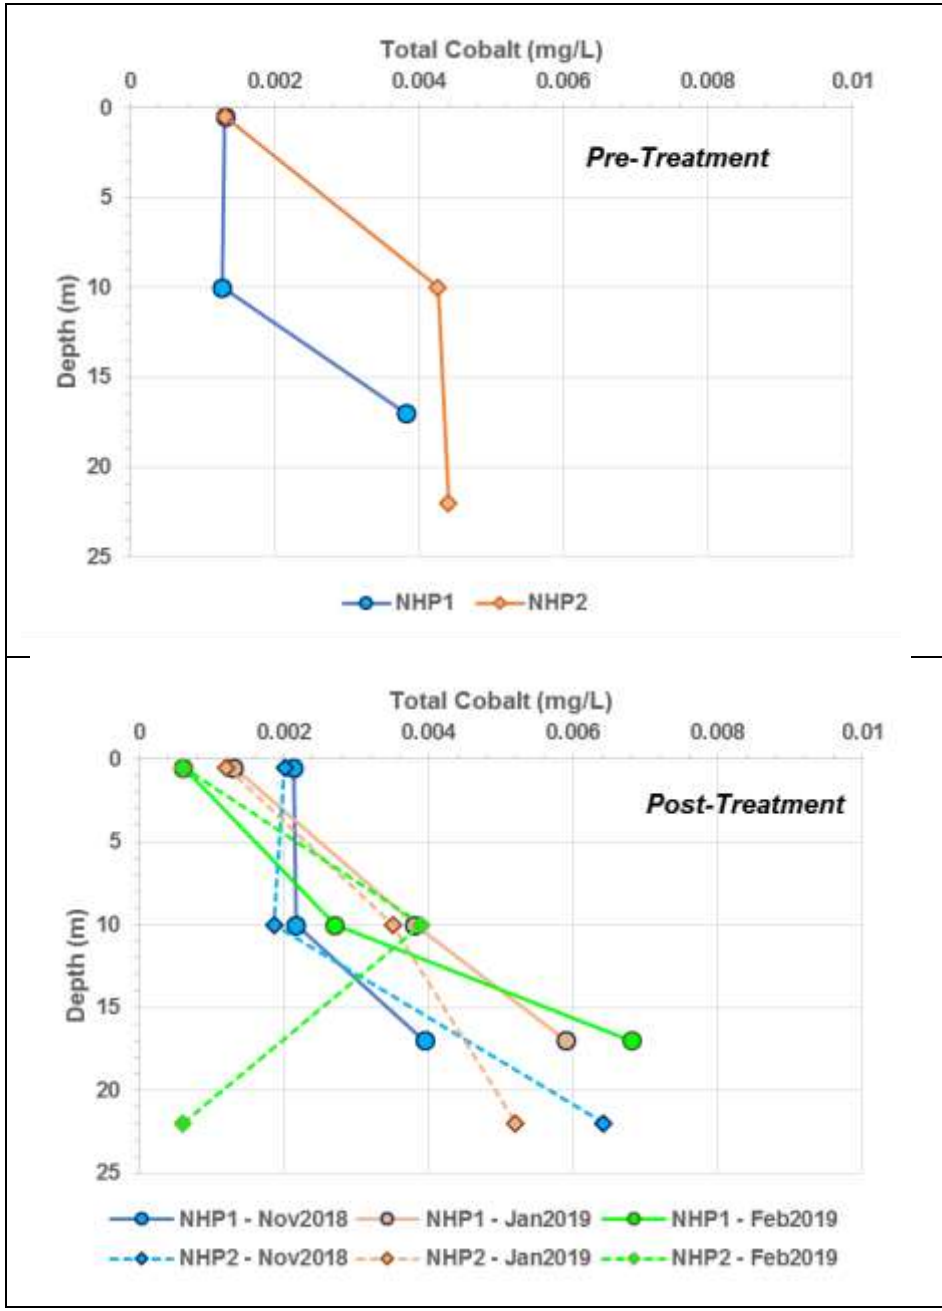 Total Cobalt (mg/L)
0 0.002 0.004 0.006 0.008 0.01
0
Pre-Treatment
5
10
15
20
25
Depth (m)
NHP1 NHP2
Total Cobalt (mg/L)
0 0.002 0.004 0.006 0.008 0.01
0
Post-Treatment
5
10
15
20
25
Depth (m)
NHP1 - Nov2018 NHP1 - Jan2019 NHP1 - Feb2019
NHP2 - Nov2018 NHP2 - Jan2019 NHP2 - Feb2019